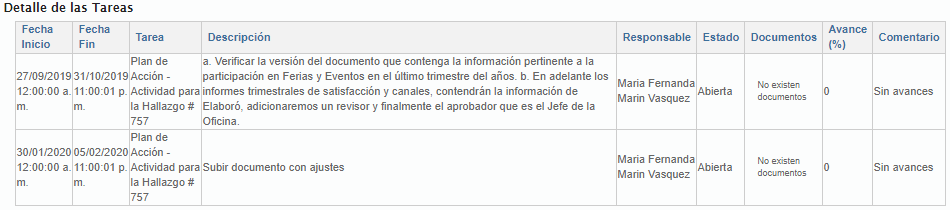 Detalle de las Tareas
Fecha Inicio Fecha Fin Tarea Descripción Responsable Estado Documentos Avance (%) Comentario
27/09/2019 12:00:00 a. m.
31/10/2019 11:00:01 p. m.
Plan de
Acción -
Actividad para
la Hallazgo #
757
a. Verificar la versión del documento que contenga la información pertinente a la
participación en Ferias y Eventos en el último trimestre del años. b. En adelante los
informes trimestrales de satisfacción y canales, contendrán la información de
Elaboró, adicionaremos un revisor y finalmente el aprobador que es el Jefe de la
Oficina.
Maria Fernanda
Marin Vasquez
Abierta
No existen
documentos
0
Sin avances
30/01/2020 12:00:00 a. m.
05/02/2020 11:00:01 p. m.
Plan de
Acción -
Actividad para
la Hallazgo #
757
Subir documento con ajustes
Maria Fernanda
Marin Vasquez
Abierta
No existen
documentos
0
Sin avances